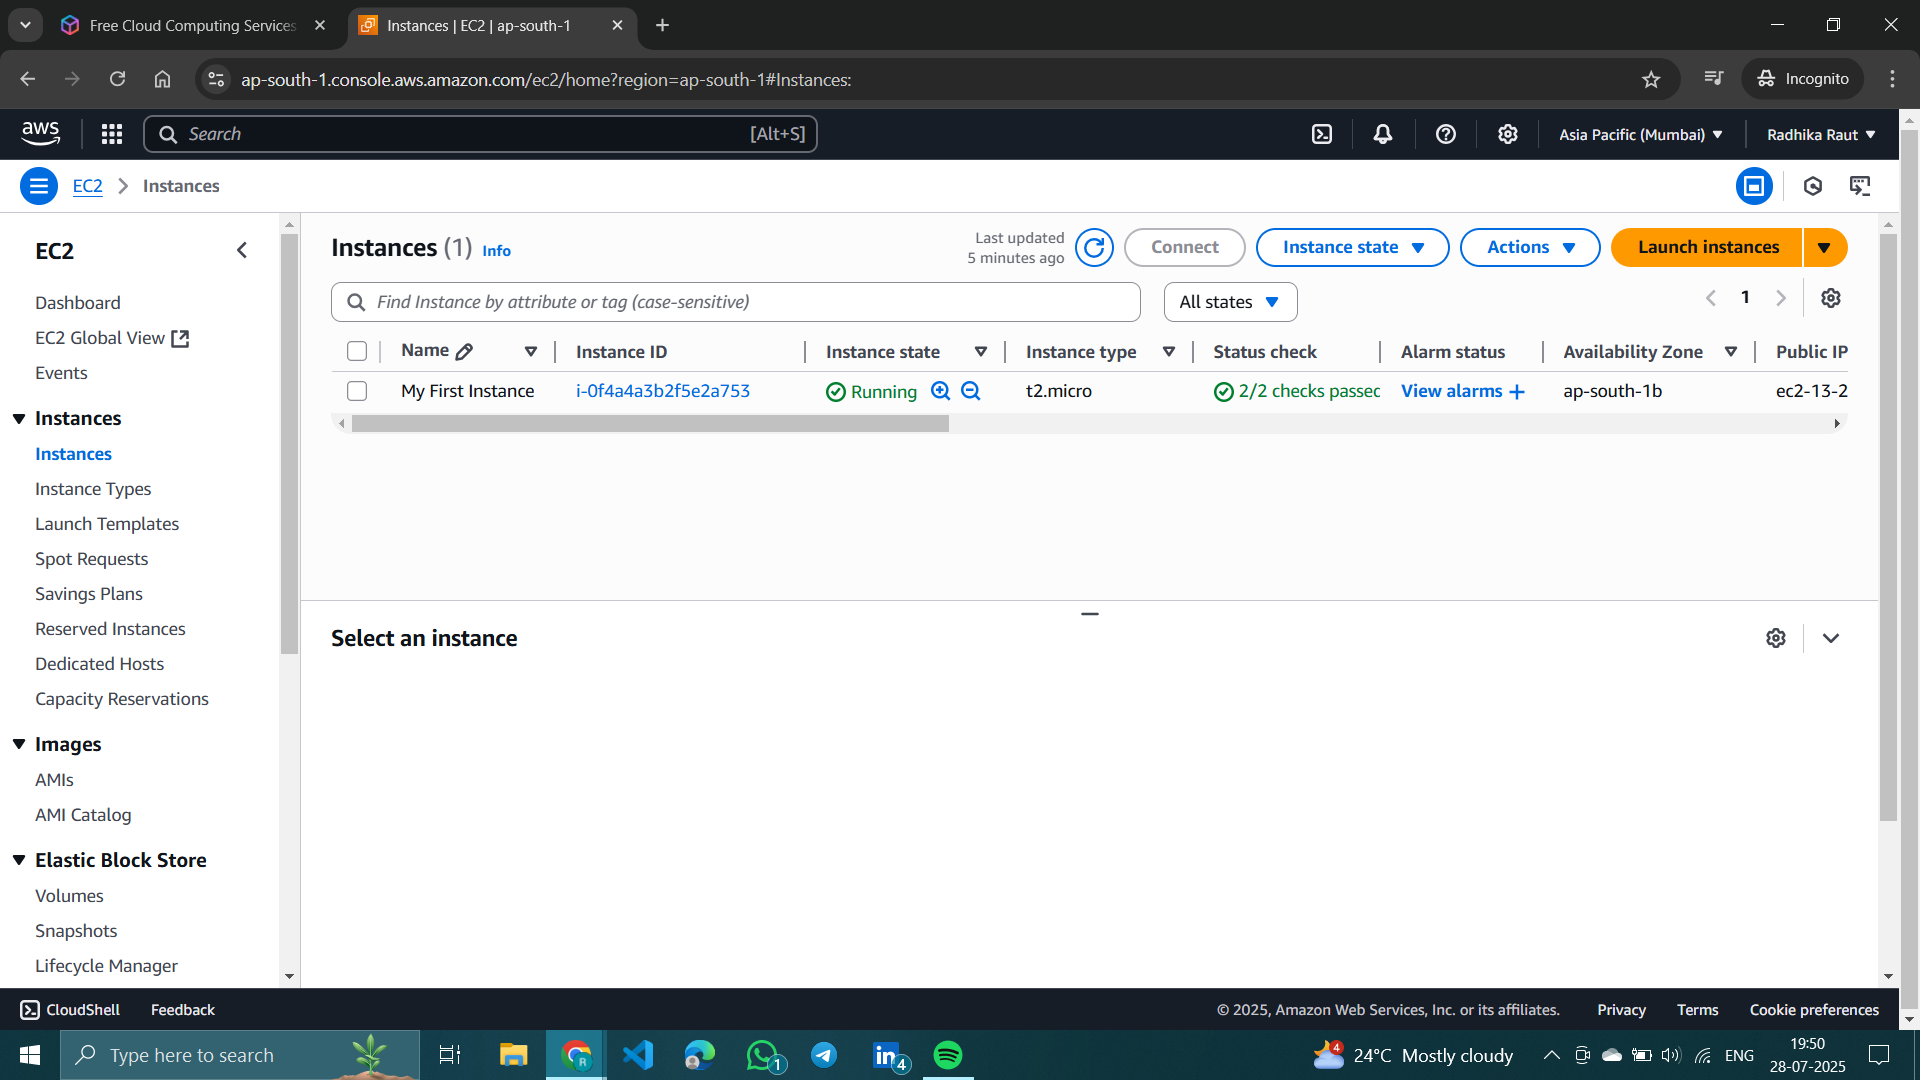 Free Cloud Computing Services
Instances | EC2 | ap-south-1
ap-south-1.console.aws.amazon.com/ec2/home?region=ap-south-1#Instances:
Incognito
aws
Search
[Alt+S]
Asia Pacific (Mumbai)
Radhika Raut
EC2
Instances
EC2
Dashboard
EC2 Global View
Events
Instances
Instances
Instance Types
Launch Templates
Spot Requests
Savings Plans
Reserved Instances
Dedicated Hosts
Capacity Reservations
Images
AMIs
AMI Catalog
Elastic Block Store
Volumes
Snapshots
Lifecycle Manager
Instances (1) Info
Last updated
5 minutes ago
Connect
Instance state
Actions
Launch instances
Find Instance by attribute or tag (case-sensitive)
All states
1
Name Instance ID Instance state Instance type Status check Alarm status Availability Zone Public IP
My First Instance i-0f4a4a3b2f5e2a753 Running t2.micro 2/2 checks passed View alarms + ap-south-1b ec2-13-2
Select an instance
CloudShell
Feedback
© 2025, Amazon Web Services, Inc. or its affiliates.
Privacy
Terms
Cookie preferences
Type here to search
R
1
4
4
24°C Mostly cloudy
ENG
19:50
28-07-2025